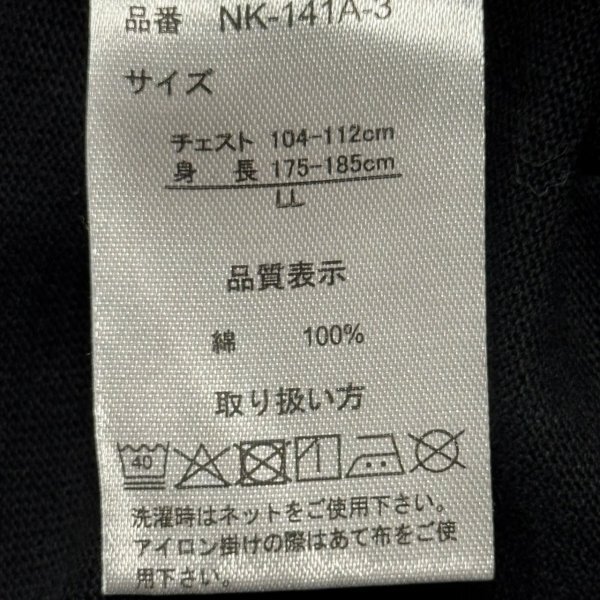 品番 NK-141A-3
サイズ
チェスト 104-112cm
身 長 175-185cm
LL
品質表示
綿 100%
取り扱い方
40
洗濯時はネットをご使用下さい。
アイロン掛けの際はあて布をご使
用下さい。